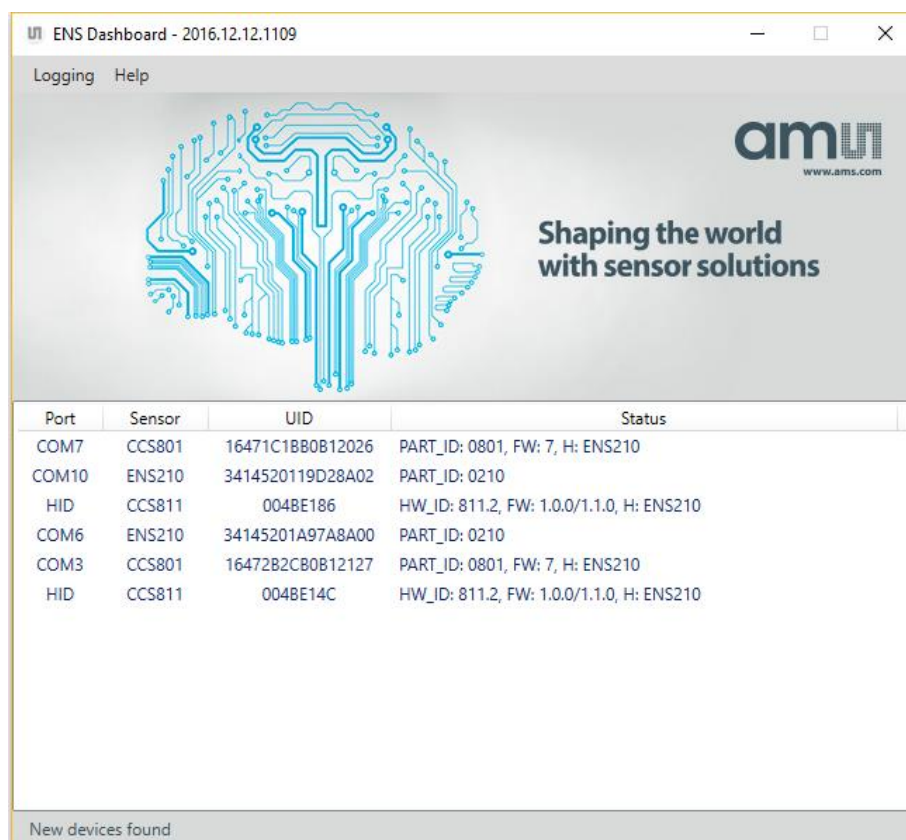 ENS Dashboard - 2016.12.12.1109
Logging Help
amu
www.ams.com
Shaping the world
with sensor solutions
Port Sensor UID Status
COM7 CCS801 16471C1BB0B12026 PART_ID: 0801, FW: 7, H: ENS210
COM10 ENS210 3414520119D28A02 PART_ID: 0210
HID CCS811 004BE186 HW_ID: 811.2, FW: 1.0.0/1.1.0, H: ENS210
COM6 ENS210 34145201A97A8A00 PART_ID: 0210
COM3 CCS801 16472B2CB0B12127 PART_ID: 0801, FW: 7, H: ENS210
HID CCS811 004BE14C HW_ID: 811.2, FW: 1.0.0/1.1.0, H: ENS210
New devices found